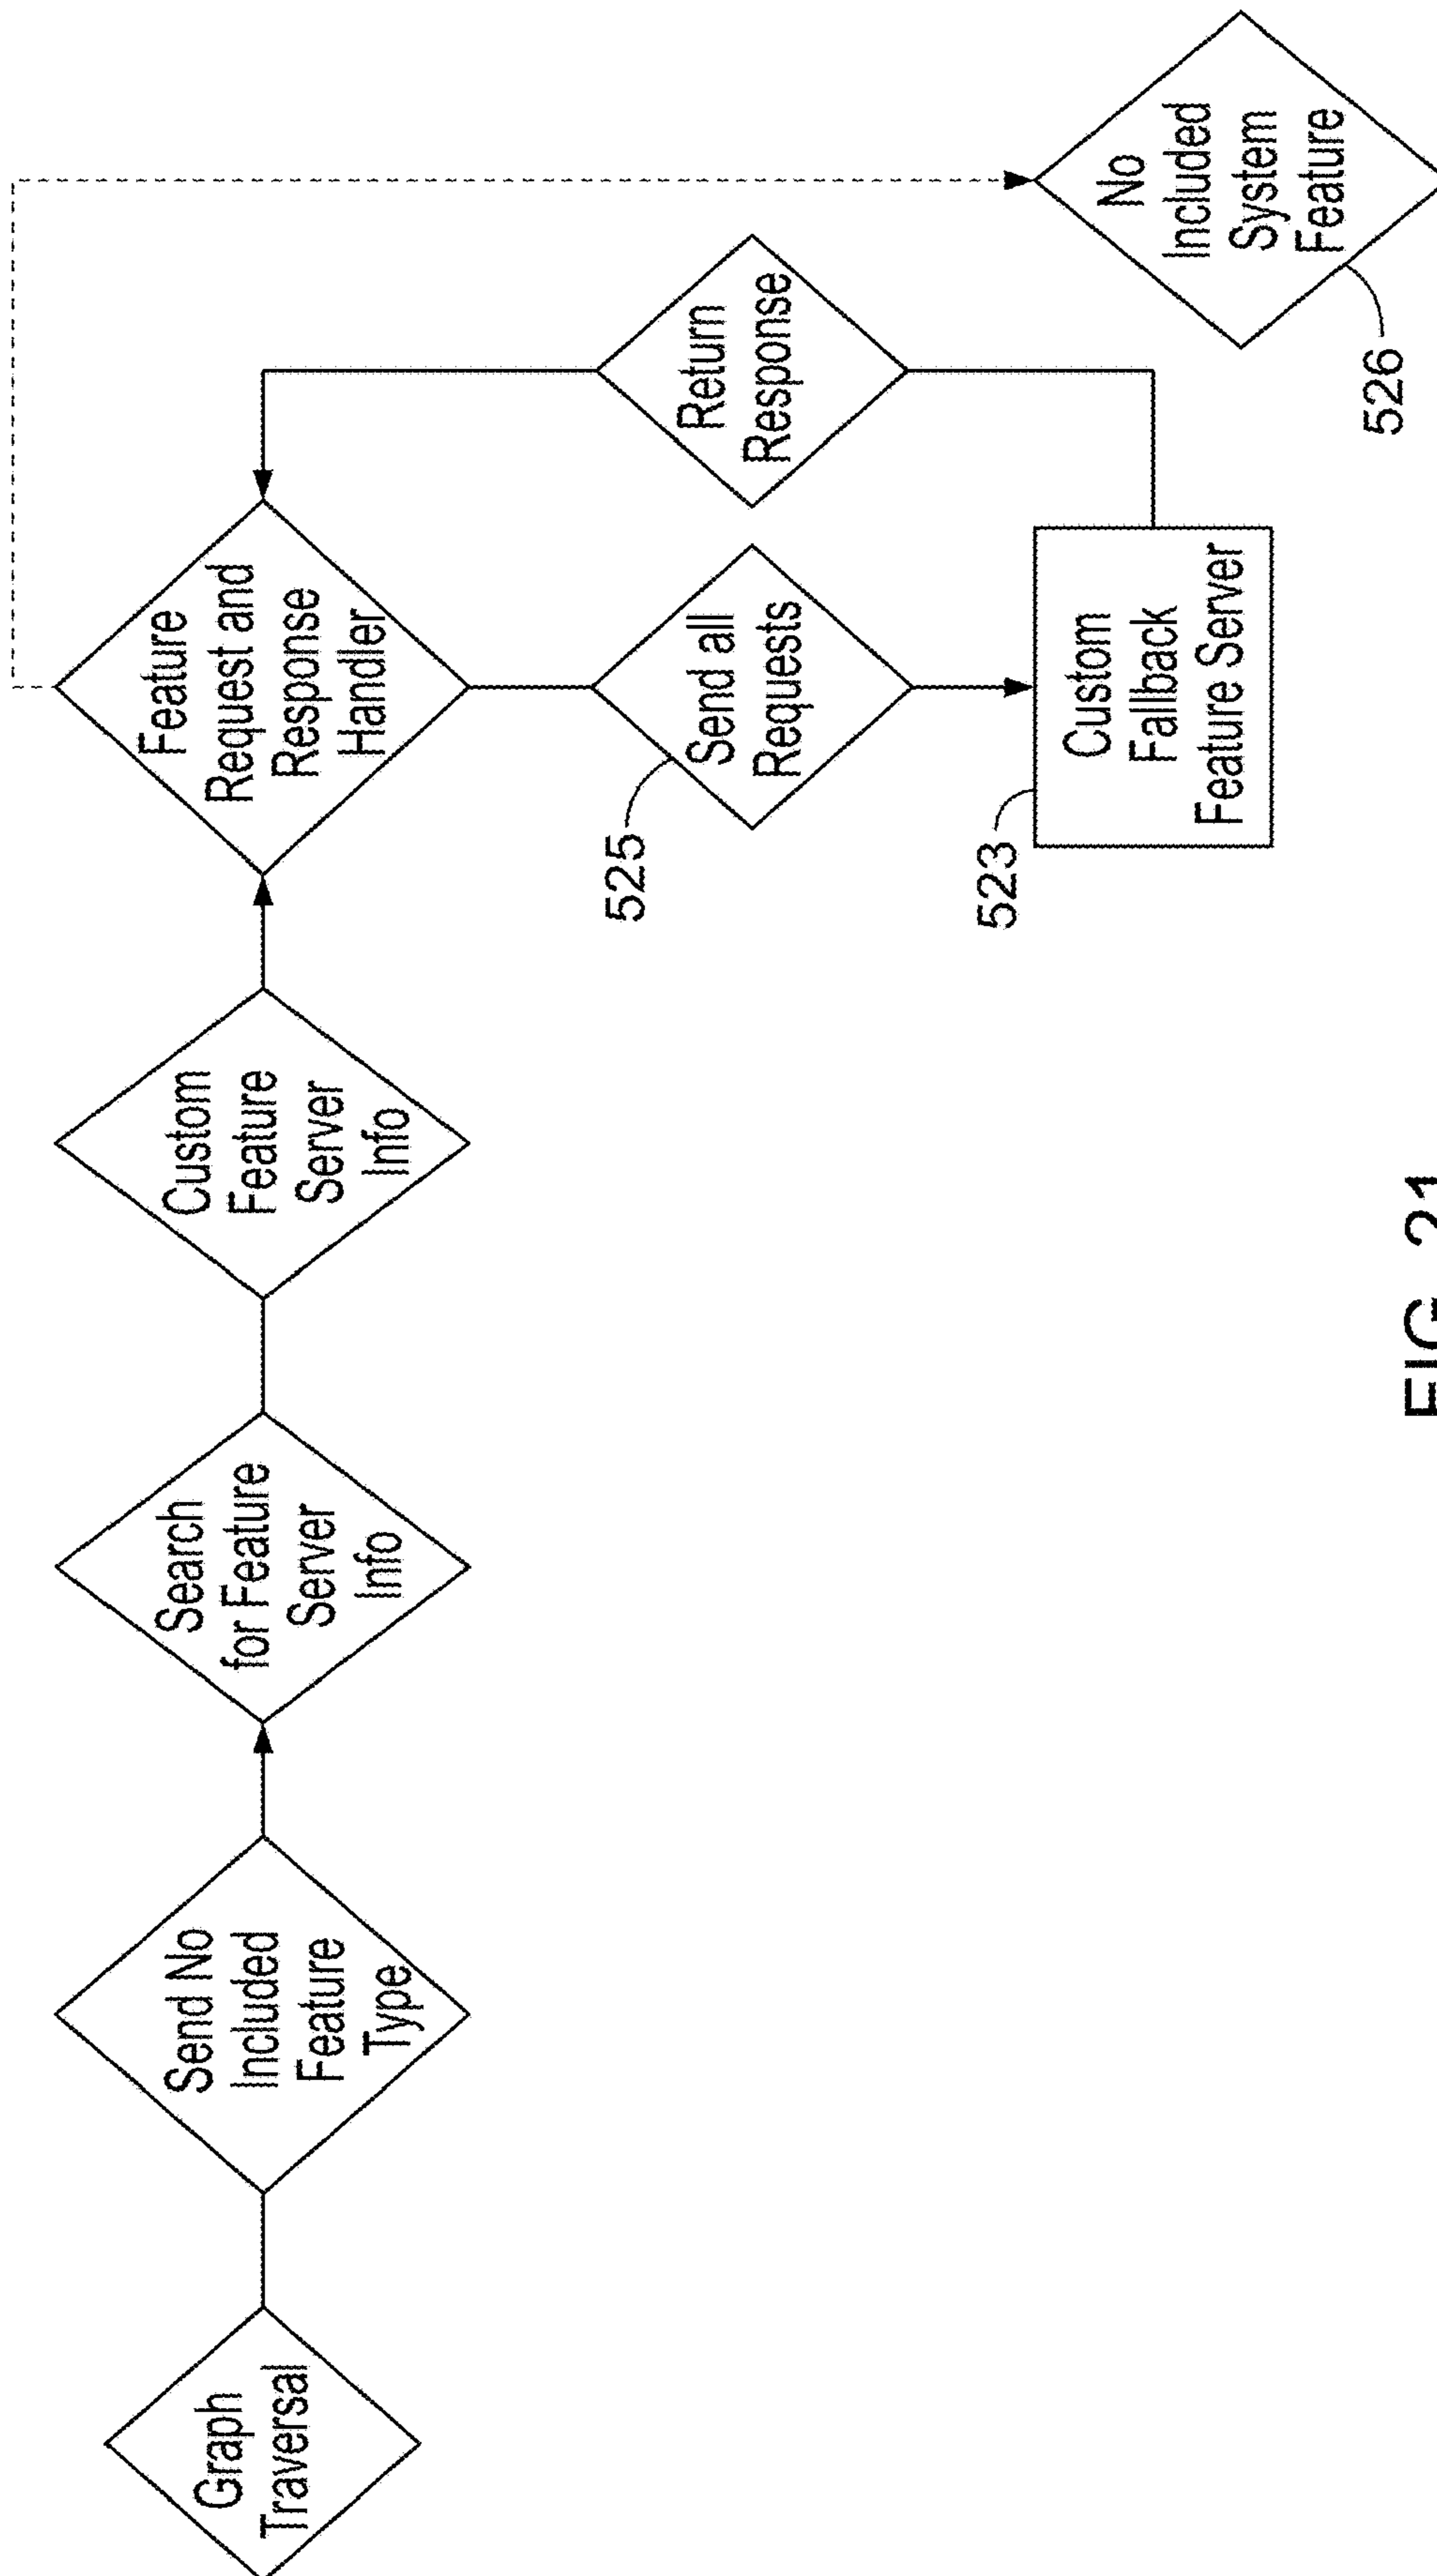 Graph
Traversal
Send No
Included
Feature
Type
Search
for Feature
Server
Info
Custom
Feature
Server
Info
Feature
Request and
Response
Handler
Send all
Requests
525
Return
Response
Custom
Fallback
Feature Server
523
No
Included
System
Feature
526
FIG. 21